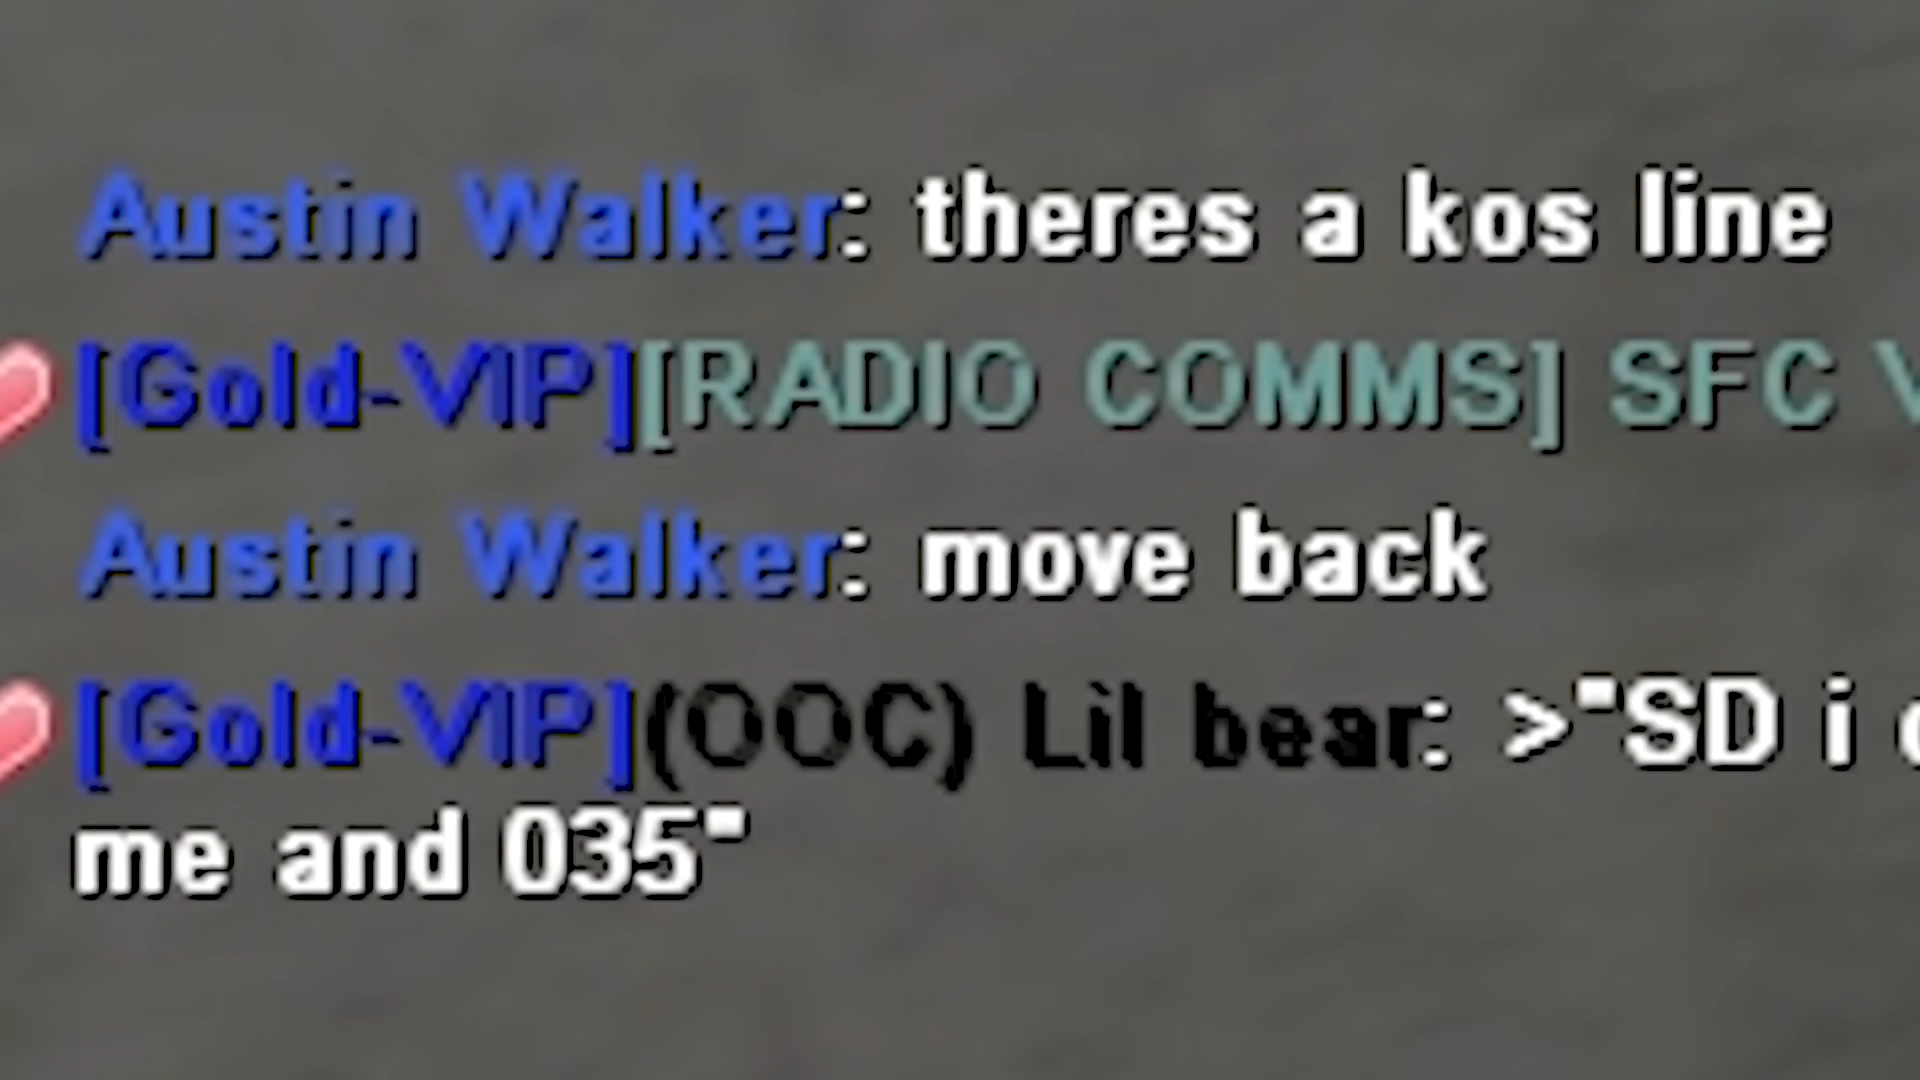 Austin Walker: theres a kos line
[Gold-VIP][RADIO COMMS] SFC
Austin Walker: move back
[Gold-VIP](OOC) Lil bear: >"SD i
me and 035"